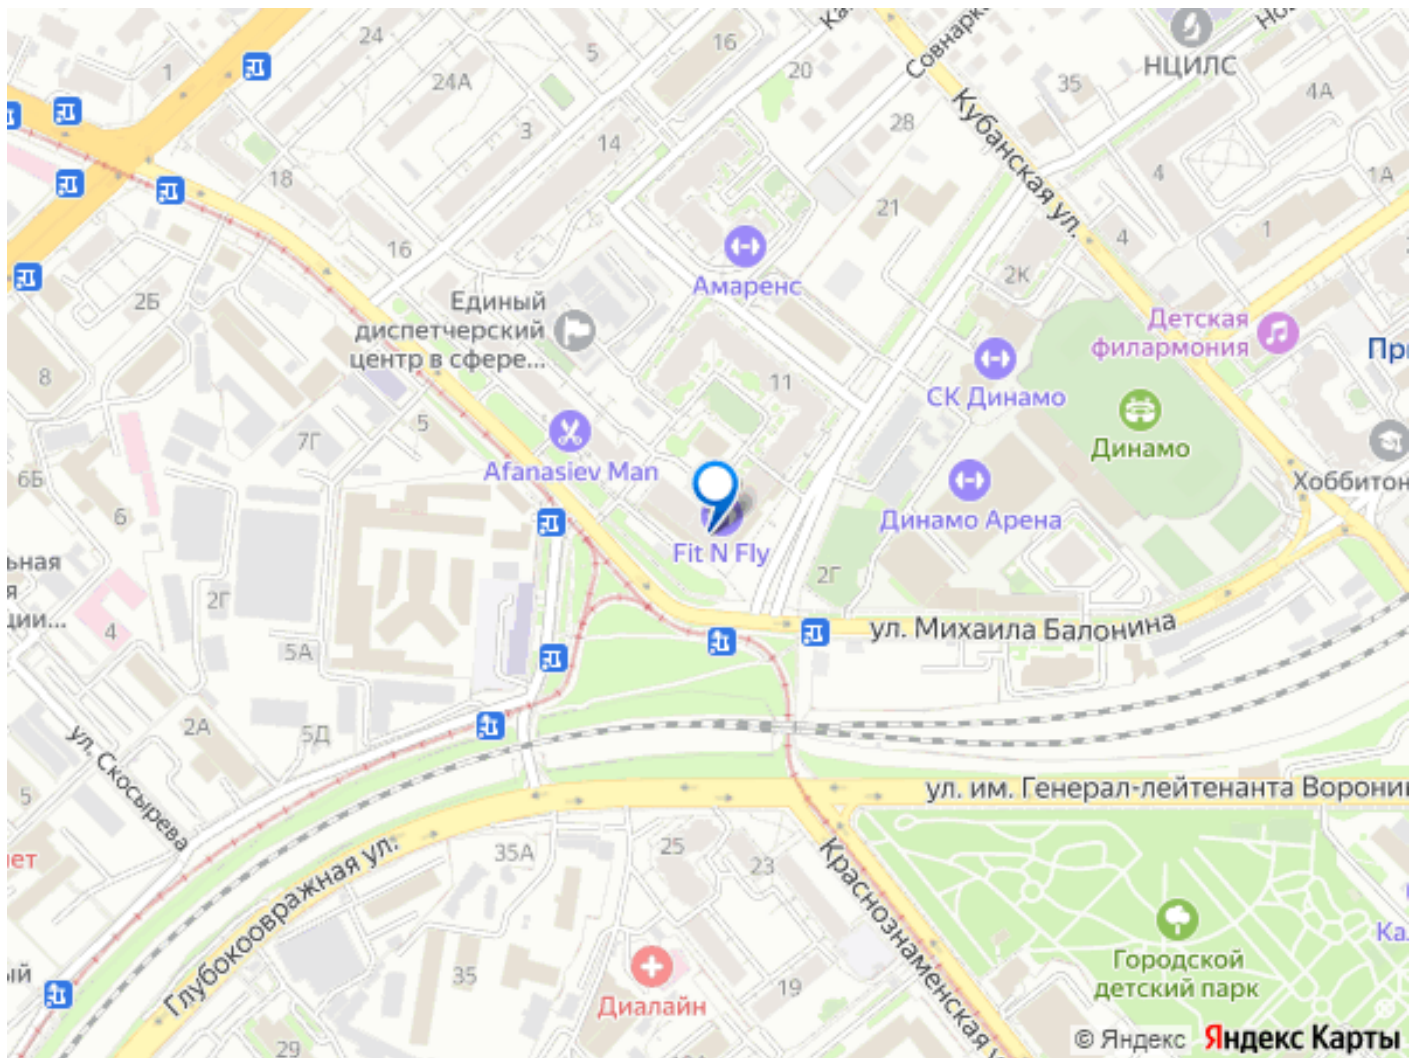 24
16
5
1
24А
20
35
НЦИЛС
4А
28
3
14
Кубанская ул.
18
4
1А
21
16
4
1
2К
2Б
Амаренс
Единый
диспетчерский
центр в сфере...
Детская
филармония
8
11
СК Динамо
5
7Г
Динамо
Afanasiev Man
6Б
Хоббитон
6
Динамо Арена
Fit N Fly
2Г
2Г
4
ул. Михаила Балонина
5А
2А
5Д
ул. Скосырева
5
ул. им. Генерал-лейтенанта
Глубокоовражная ул.
35А
25
23
Краснознаменская
35
Диалайн
19
Городской
детский парк
29
© Яндекс Яндекс Карты